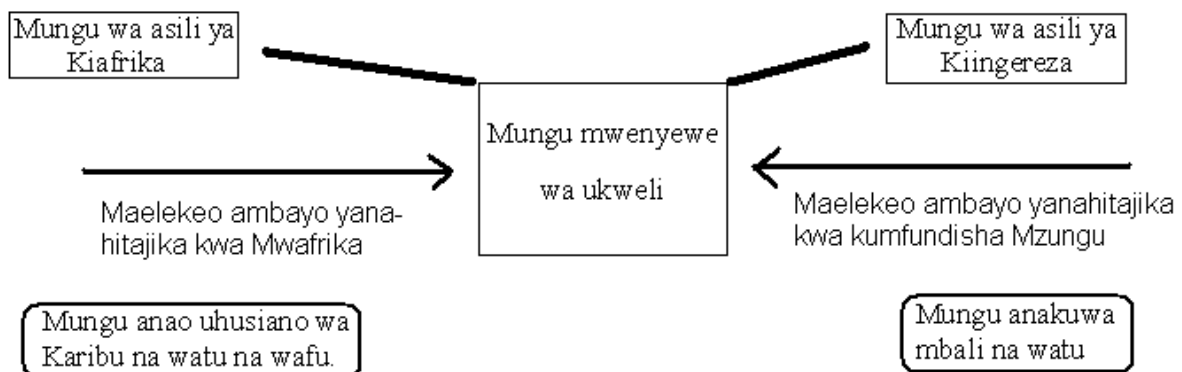 Mungu wa asili ya
Kiafrika
Mungu wa asili ya
Kiingereza
Mungu mwenyewe
wa ukweli
Maelekeo ambayo yana-
hitajika kwa Mwafrika
Maelekeo ambayo yanahitajika
kwa kumfundisha Mzungu
Mungu anao uhusiano wa
Karibu na watu na wafu.
Mungu anakuwa
mbali na watu